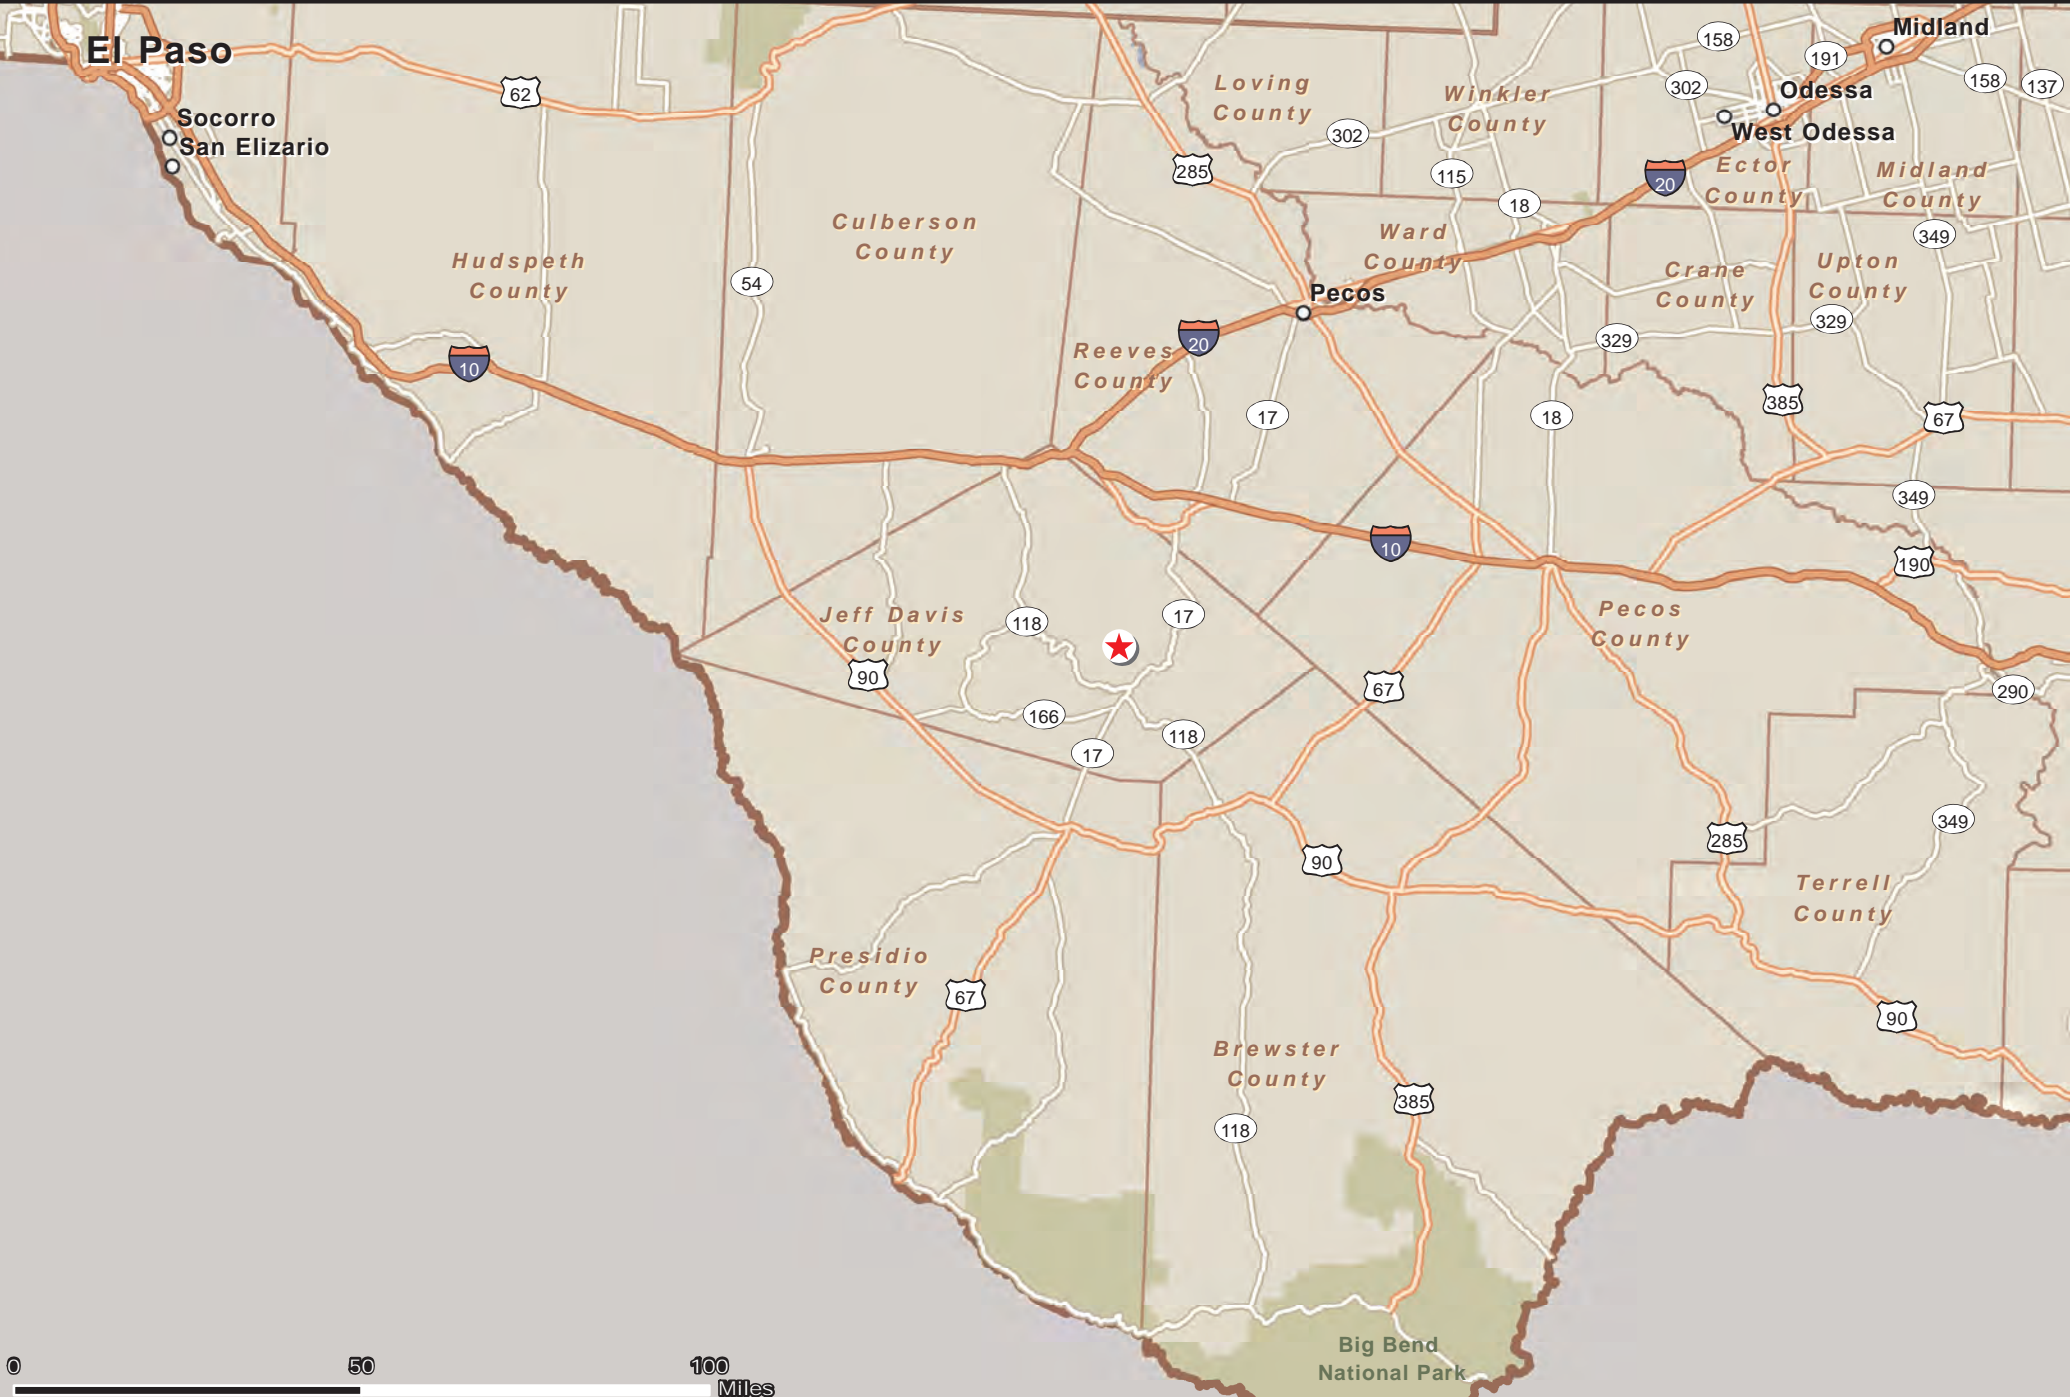 Midland
158
El Paso
191
Loving
County
158
137
62
Winkler
County
302
Odessa
Socorro
302
West Odessa
San Elizario
285
115
20
Ector
County
Midland
County
18
Culberson
County
Ward
County
349
Hudspeth
County
54
Crane
County
Upton
County
Pecos
329
20
329
Reeves
County
10
385
17
18
67
349
10
190
Jeff Davis
County
118
17
Pecos
County
90
67
290
166
118
17
285
349
90
Terrell
County
Presidio
County
67
90
Brewster
County
385
118
Big Bend
National Park
0 50 100
Miles